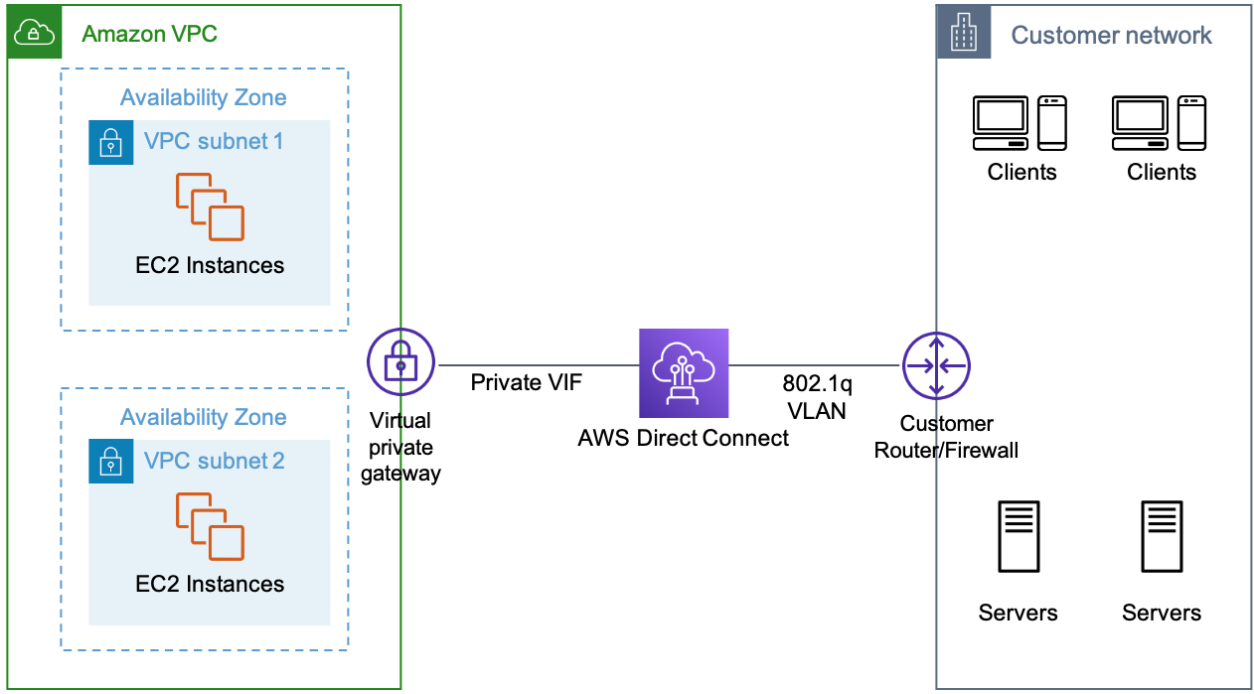 Amazon VPC
Availability Zone
VPC subnet 1
EC2 Instances
Availability Zone
VPC subnet 2
EC2 Instances
Virtual
private
gateway
Private VIF
AWS Direct Connect
802.1q
VLAN
Customer
Router/Firewall
Customer network
Clients
Clients
Servers
Servers